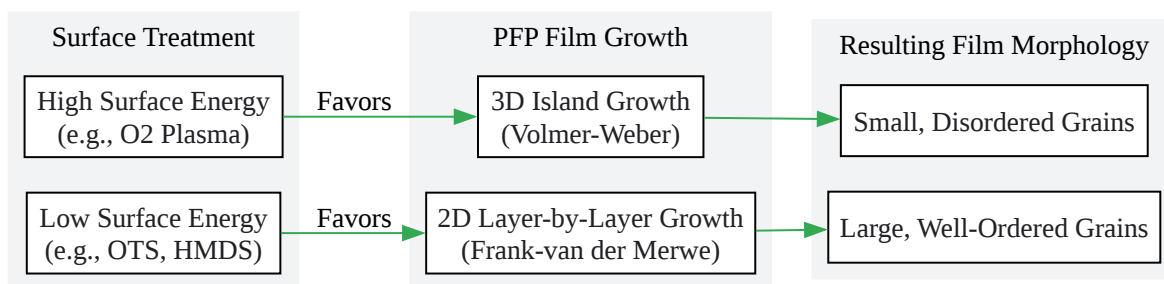 Surface Treatment
High Surface Energy
(e.g., O2 Plasma)
Low Surface Energy
(e.g., OTS, HMDS)
Favors
Favors
PFP Film Growth
3D Island Growth
(Volmer-Weber)
2D Layer-by-Layer Growth
(Frank-van der Merwe)
Resulting Film Morphology
Small, Disordered Grains
Large, Well-Ordered Grains